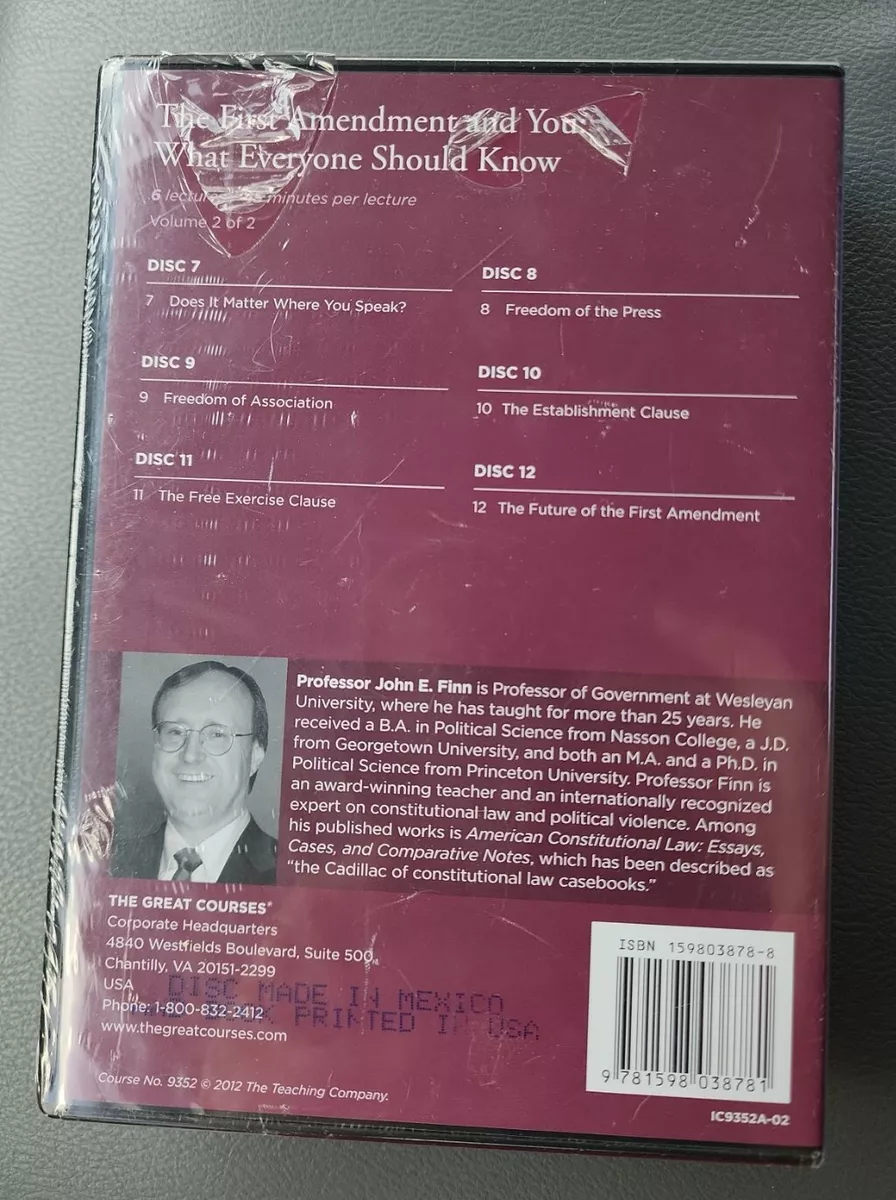 The First Amendment and You:
What Everyone Should Know
6 lectures minutes per lecture
Volume 2 of 2
DISC 7
7 Does It Matter Where You Speak?
DISC 8
8 Freedom of the Press
DISC 9
9 Freedom of Association
DISC 10
10 The Establishment Clause
DISC 11
11 The Free Exercise Clause
DISC 12
12 The Future of the First Amendment
Professor John E. Finn is Professor of Government at Wesleyan
University, where he has taught for more than 25 years. He
received a B.A. in Political Science from Nasson College, a J.D.
from Georgetown University, and both an M.A. and a Ph.D. in
Political Science from Princeton University. Professor Finn is
an award-winning teacher and an internationally recognized
expert on constitutional law and political violence. Among
his published works is American Constitutional Law: Essays,
Cases, and Comparative Notes, which has been described as
"the Cadillac of constitutional law casebooks."
THE GREAT COURSES®
Corporate Headquarters
4840 Westfields Boulevard, Suite 500,
Chantilly, VA 20151-2299
USA
Phone: 1-800-832-2412
www.thegreatcourses.com
DISC MADE IN MEXICO
BOOK PRINTED IN USA
Course No. 9352 © 2012 The Teaching Company.
ISBN 159803878-8
9 781598 038781
IC9352A-02